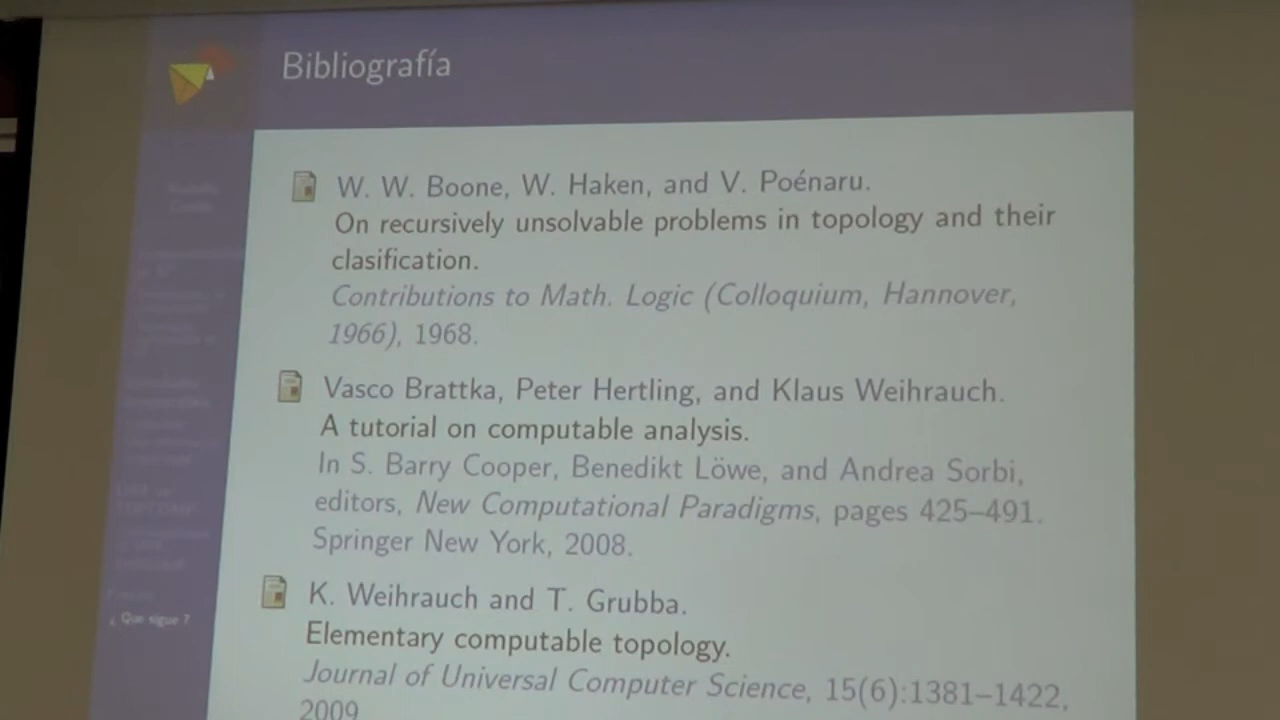 Bibliografía
W. W. Boone, W. Haken, and V. Poénaru.
On recursively unsolvable problems in topology and their
clasification.
Contributions to Math. Logic (Colloquium, Hannover,
1966), 1968.
Vasco Brattka, Peter Hertling, and Klaus Weihrauch.
A tutorial on computable analysis.
In S. Barry Cooper, Benedikt Löwe, and Andrea Sorbi,
editors, New Computational Paradigms, pages 425–491.
Springer New York, 2008.
K. Weihrauch and T. Grubba.
Elementary computable topology.
Journal of Universal Computer Science, 15(6):1381–1422,
2009
¿ Que sigue ?